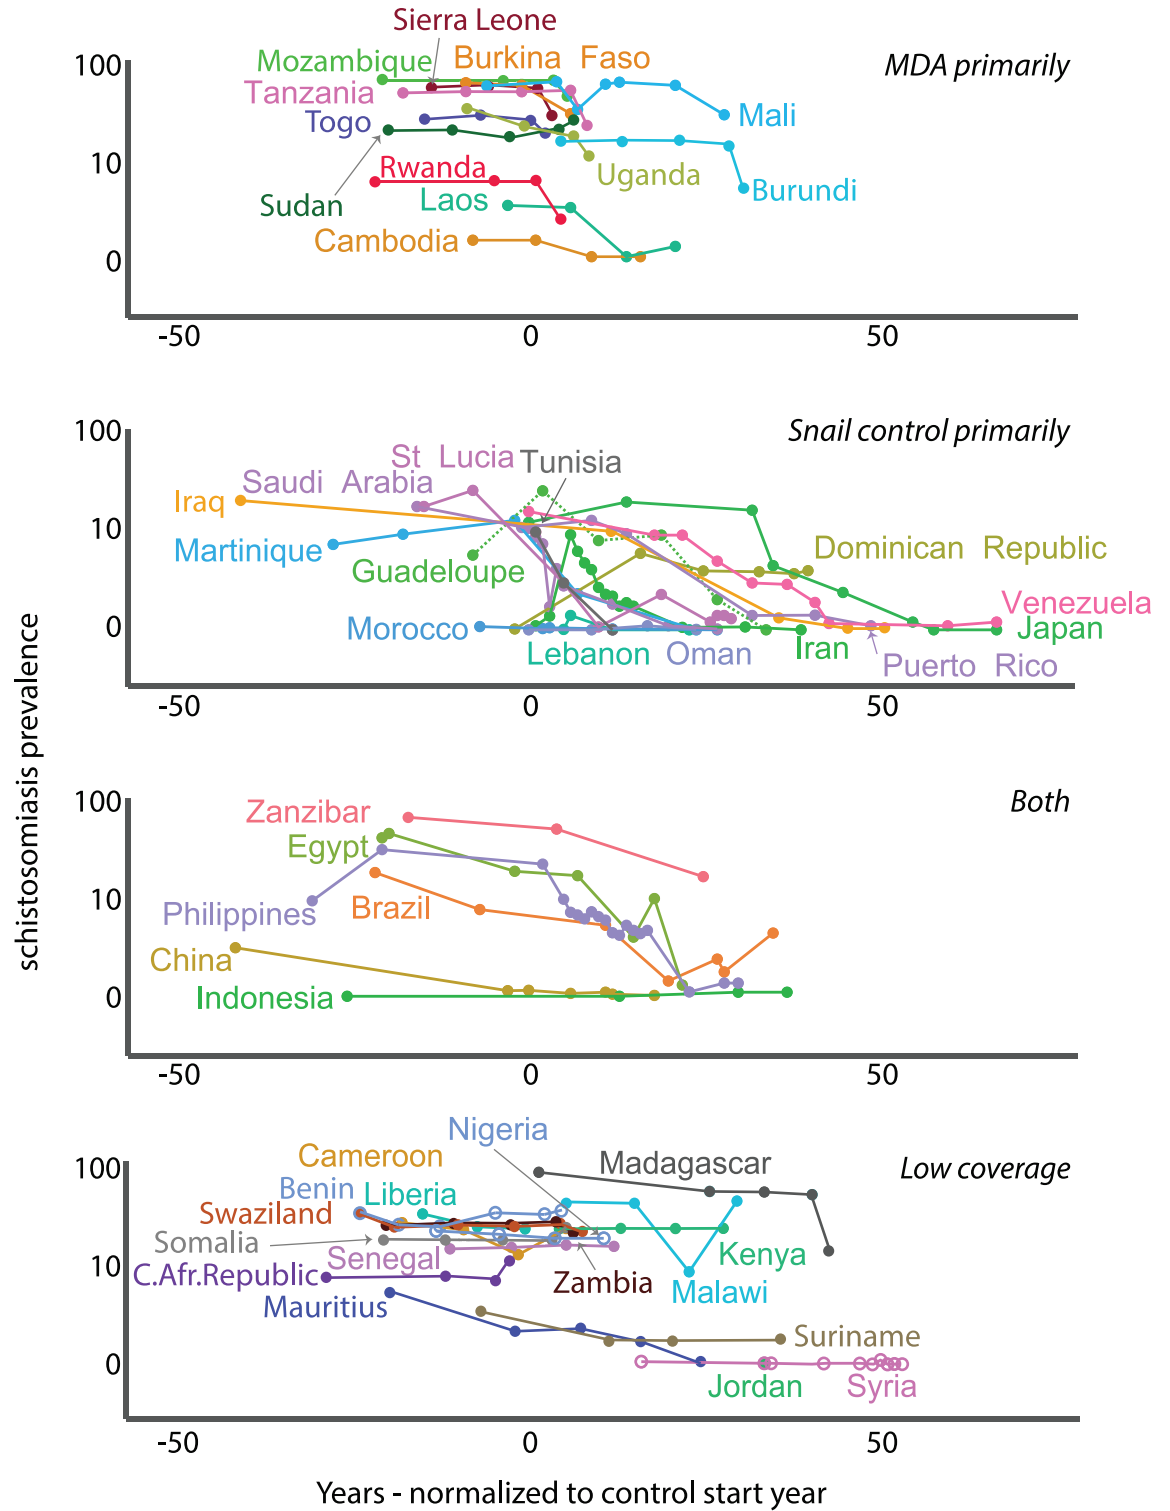 Sierra Leone
100
Mozambique
Burkina Faso
MDA primarily
Tanzania
Togo
Mali
10
Rwanda
Uganda
Burundi
Sudan
Laos
Cambodia
0
-50 0 50
100
Snail control primarily
St Lucia
Tunisia
Saudi Arabia
Iraq
10
Martinique
Guadeloupe
Dominican Republic
Venezuela
0
Morocco
Japan
Lebanon
Oman
Iran
Puerto Rico
-50 0 50
schistosomiasis prevalence
100
Both
Zanzibar
Egypt
10
Philippines
Brazil
China
0
Indonesia
-50 0 50
Nigeria
100
Cameroon
Madagascar
Low coverage
Benin
Liberia
Swaziland
Somalia
Senegal
Kenya
10
C.Afr.Republic
Zambia
Malawi
Mauritius
Suriname
0
Jordan
Syria
-50 0 50
Years - normalized to control start year